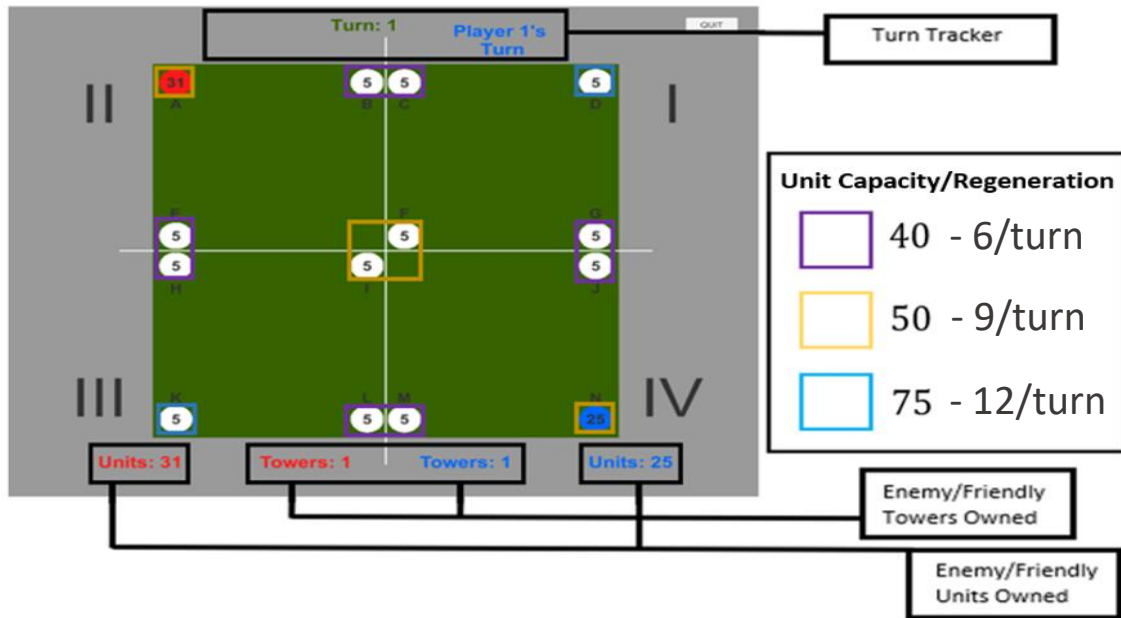 Turn: 1
Player 1's
Turn
QUIT
Turn Tracker
II
31
A
5
5
B
C
5
D
I
Unit Capacity/Regeneration
40 - 6/turn
50 - 9/turn
75 - 12/turn
F
G
5
5
5
5
5
5
H
I
J
III
K
L
M
N
IV
5
5
5
25
Units: 31
Towers: 1
Towers: 1
Units: 25
Enemy/Friendly
Towers Owned
Enemy/Friendly
Units Owned